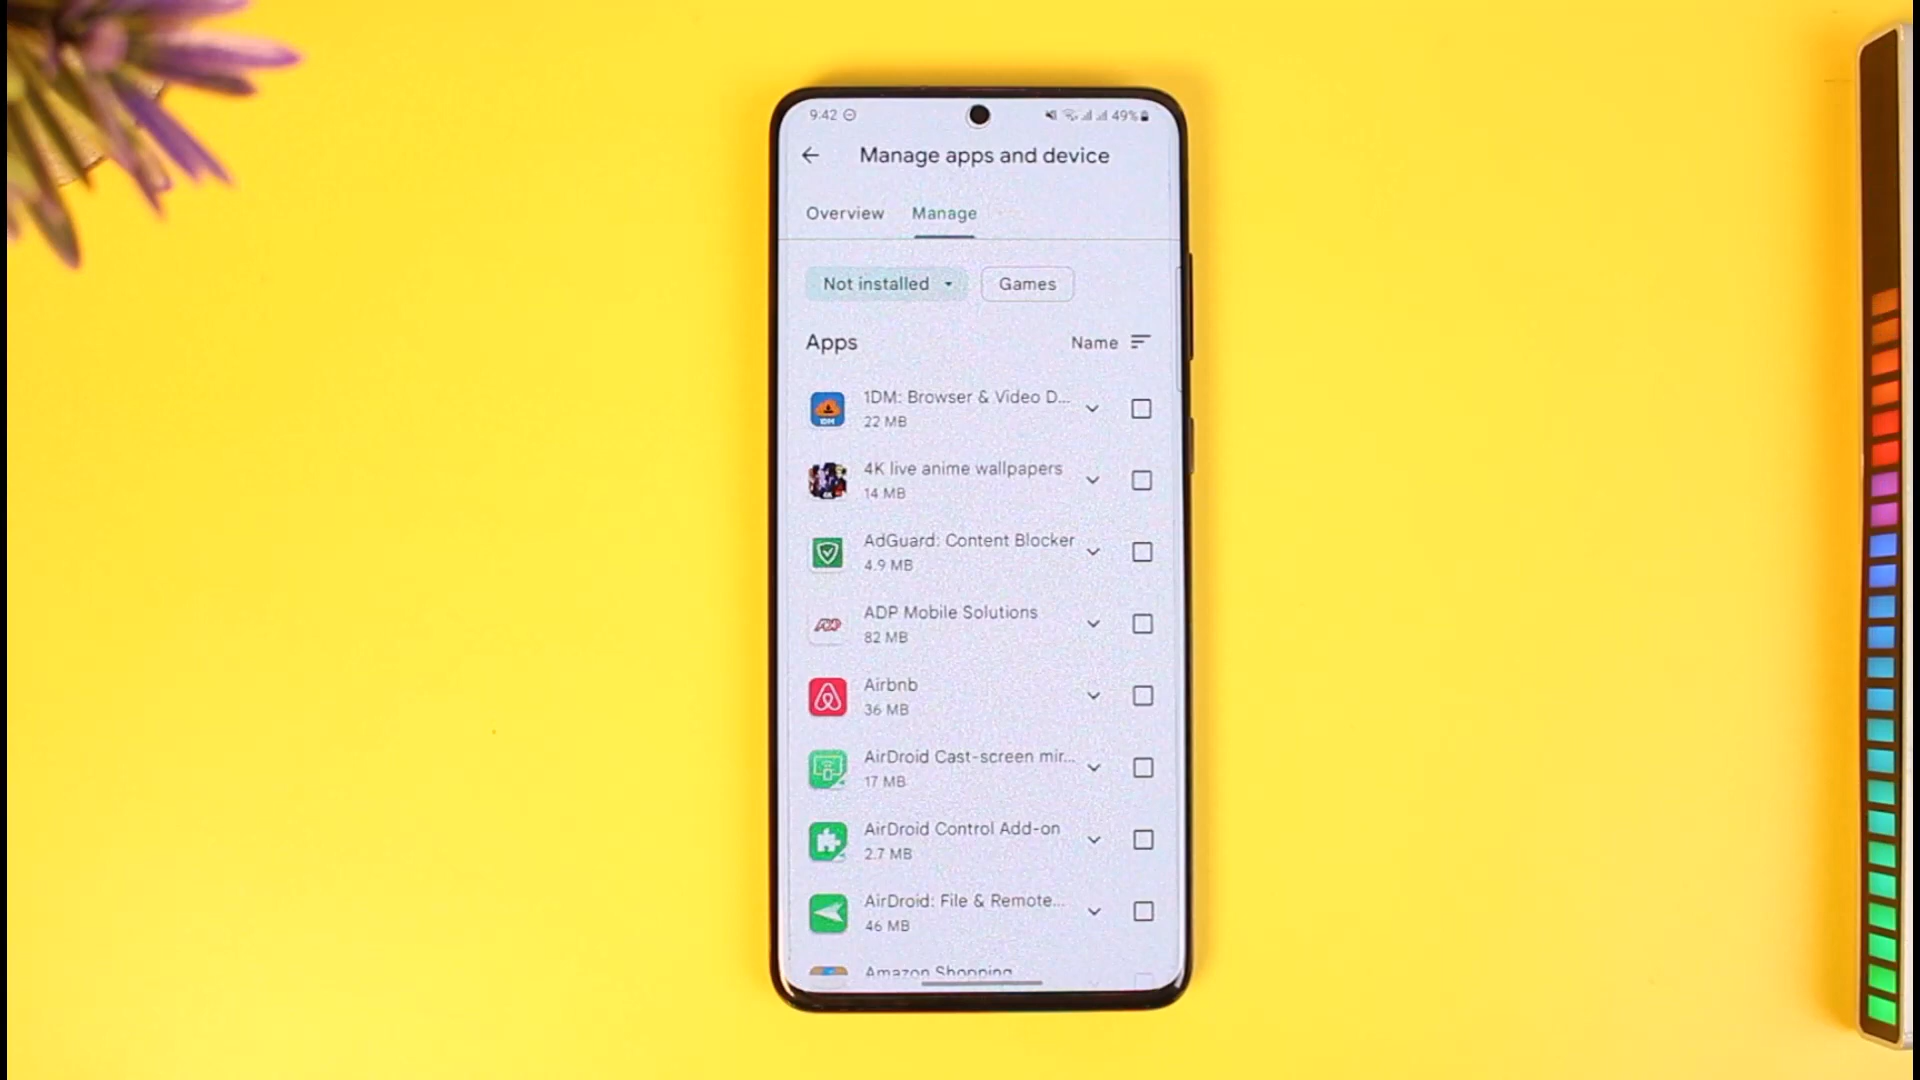 9:42
49%
Manage apps and device
Overview
Manage
Not installed
Games
Apps
Name
1DM: Browser & Video D...
22 MB
1DM
4K live anime wallpapers
14 MB
AdGuard: Content Blocker
4.9 MB
ADP Mobile Solutions
82 MB
ADP
Airbnb
36 MB
AirDroid Cast-screen mir...
17 MB
AirDroid Control Add-on
2.7 MB
AirDroid: File & Remote...
46 MB
Amazon Shopping